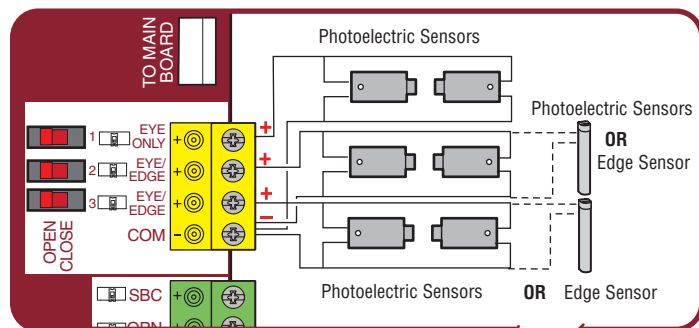 TO MAIN
BOARD
Photoelectric Sensors
Photoelectric Sensors
OR
Edge Sensor
1 EYE
ONLY + +
2 EYE/
EDGE + +
3 EYE/
EDGE + +
COM - −
OPEN
CLOSE
Photoelectric Sensors OR Edge Sensor
SBC +
OPN